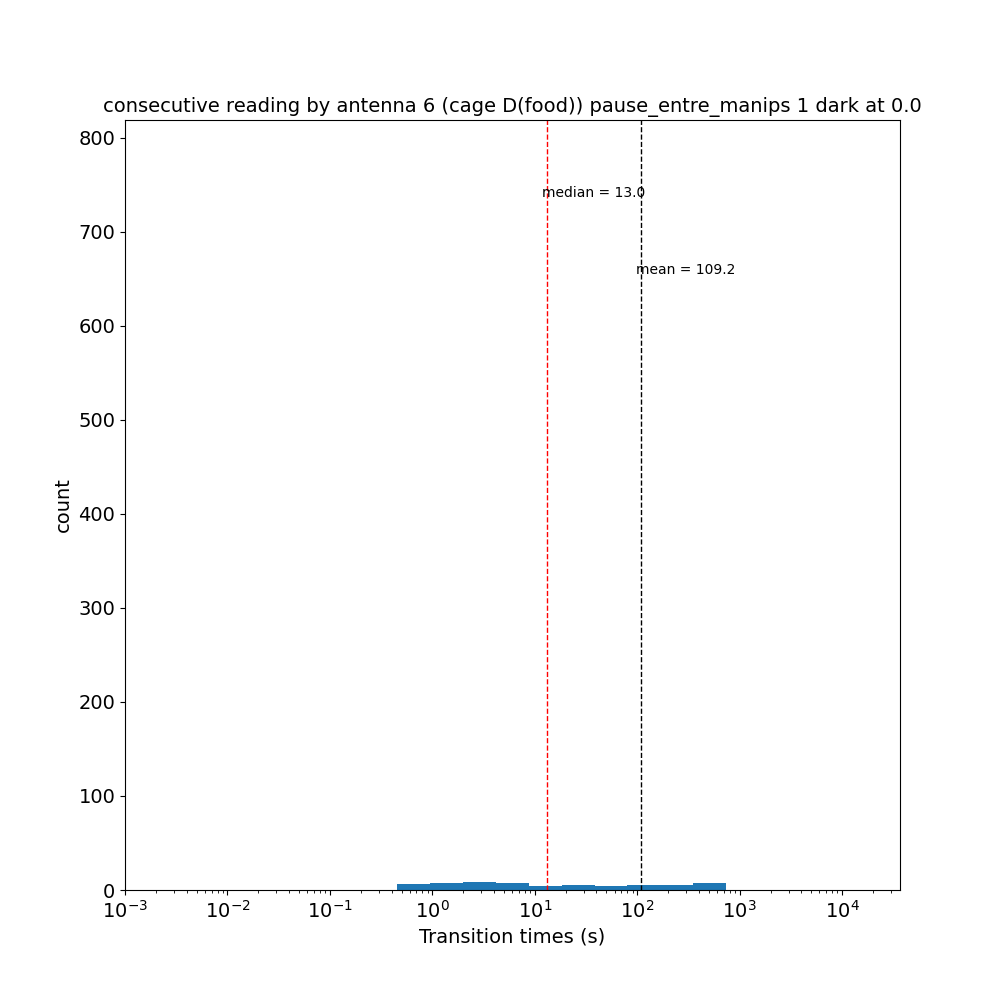 consecutive reading by antenna 6 (cage D(food)) pause_entre_manips 1 dark at 0.0
800
median = 13.0
700
mean = 109.2
600
500
count
400
300
200
100
0
10⁻³ 10⁻² 10⁻¹ 10⁰ 10¹ 10² 10³ 10⁴
Transition times (s)